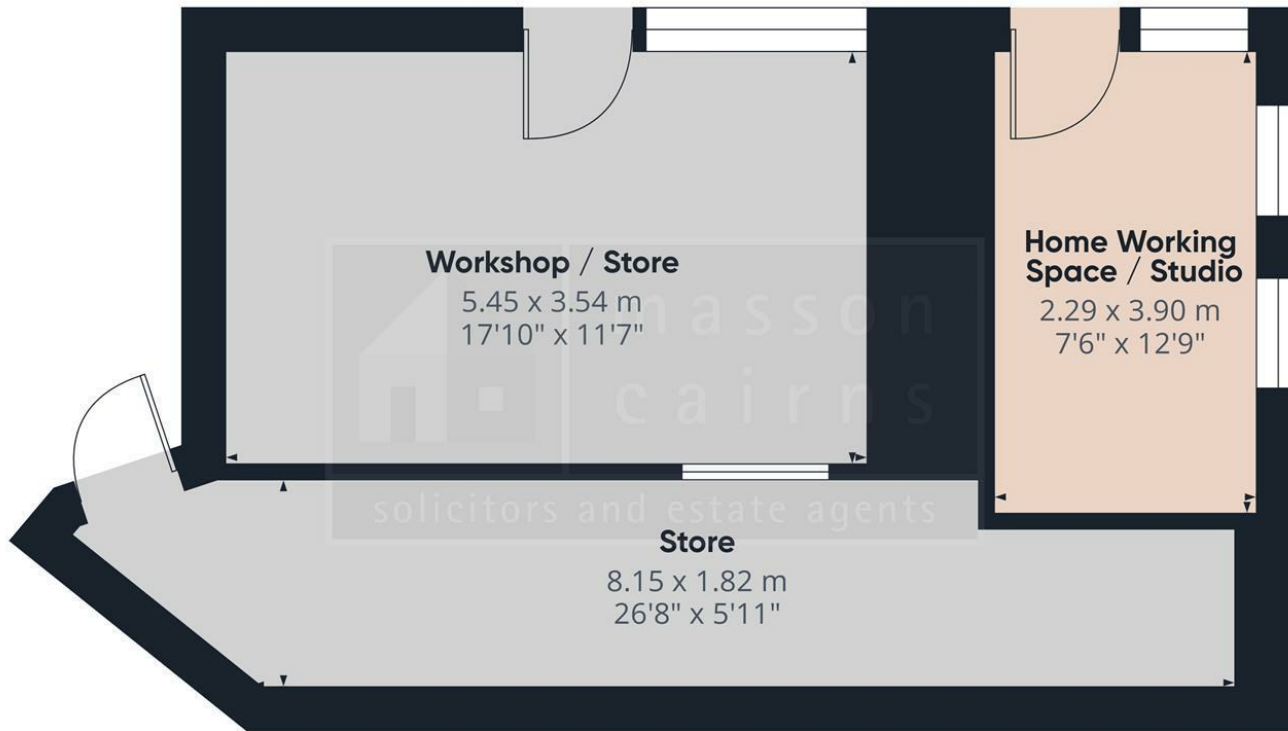 Workshop / Store
5.45 x 3.54 m
17'10" x 11'7"
Home Working
Space / Studio
2.29 x 3.90 m
7'6" x 12'9"
masson
cairns
solicitors and estate agents
Store
8.15 x 1.82 m
26'8" x 5'11"